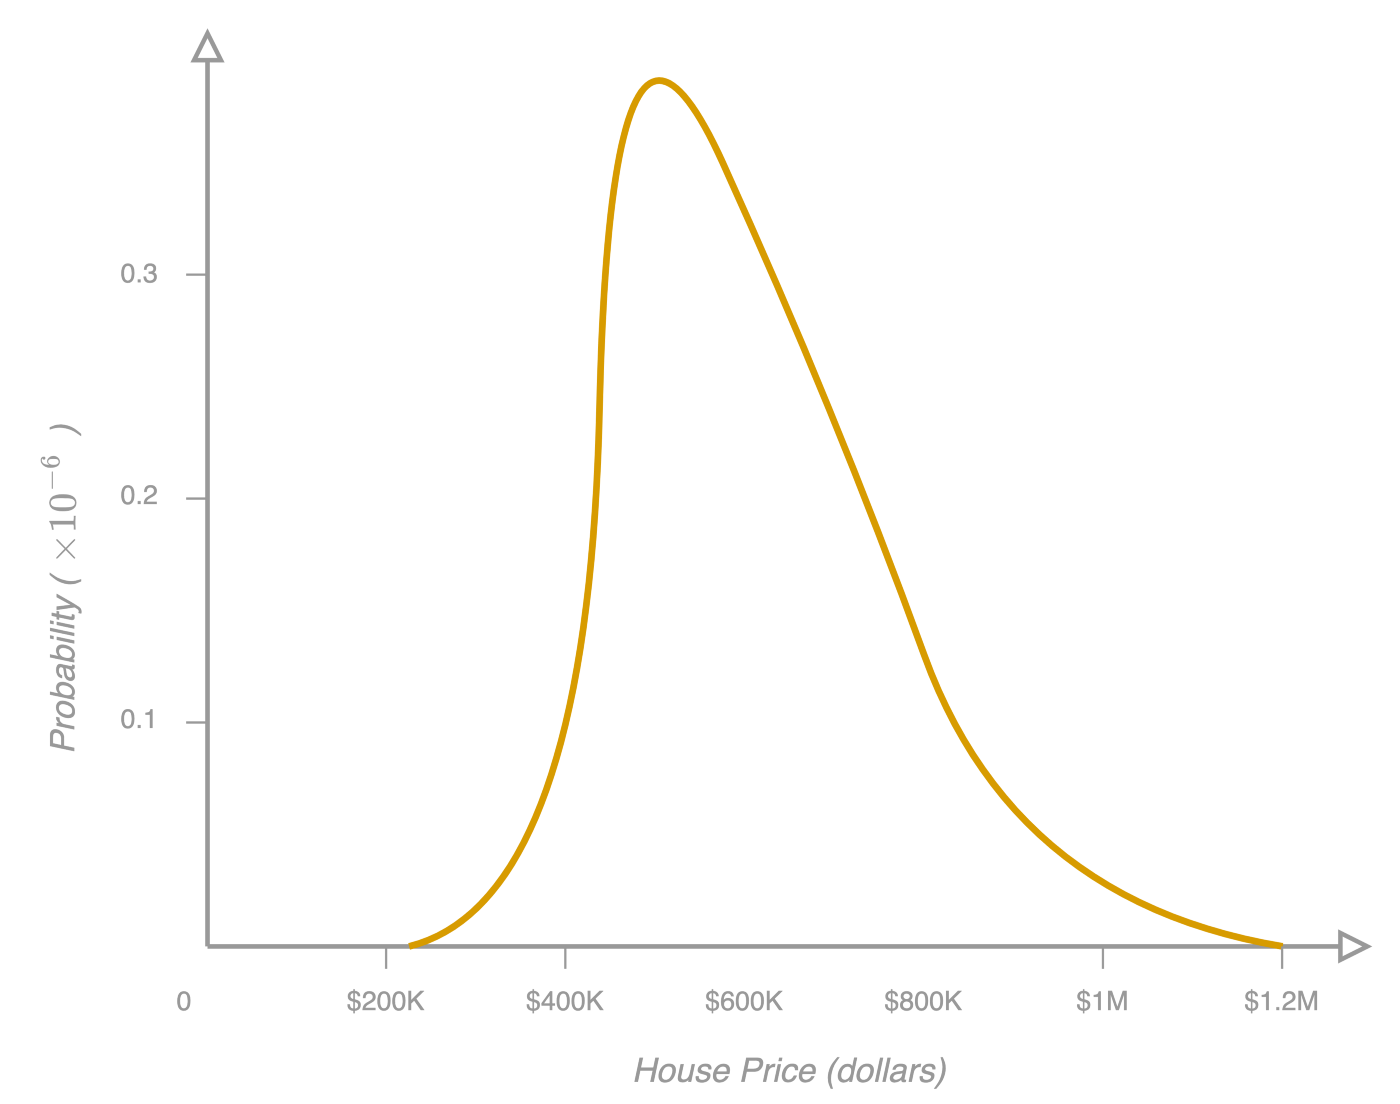 0.3
0.2
0.1
Probability ( ×10⁻⁶ )
0 $200K $400K $600K $800K $1M $1.2M
House Price (dollars)